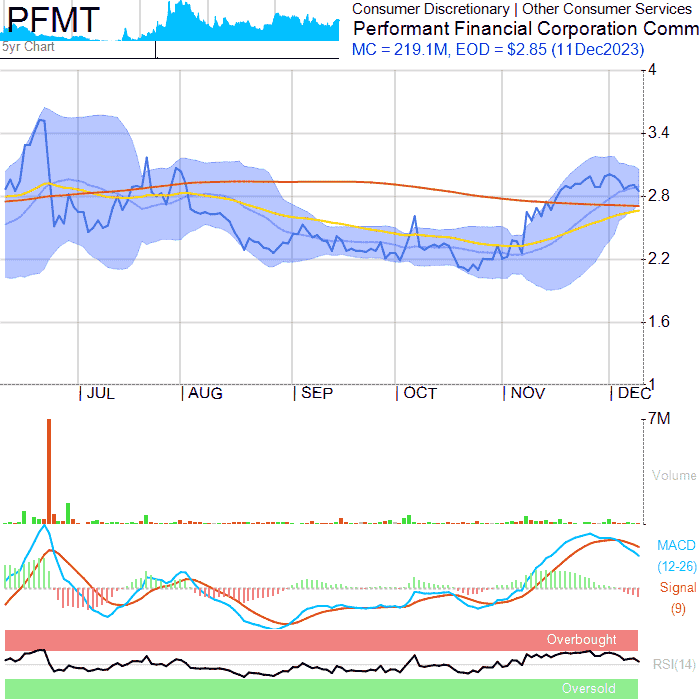 PFMT
5yr Chart
Consumer Discretionary | Other Consumer Services
Performant Financial Corporation Comm
MC = 219.1M, EOD = $2.85 (11Dec2023)
4
3.4
2.8
2.2
1.6
1
JUL
AUG
SEP
OCT
NOV
DEC
7M
Volume
MACD
(12-26)
Signal
(9)
Overbought
RSI(14)
Oversold